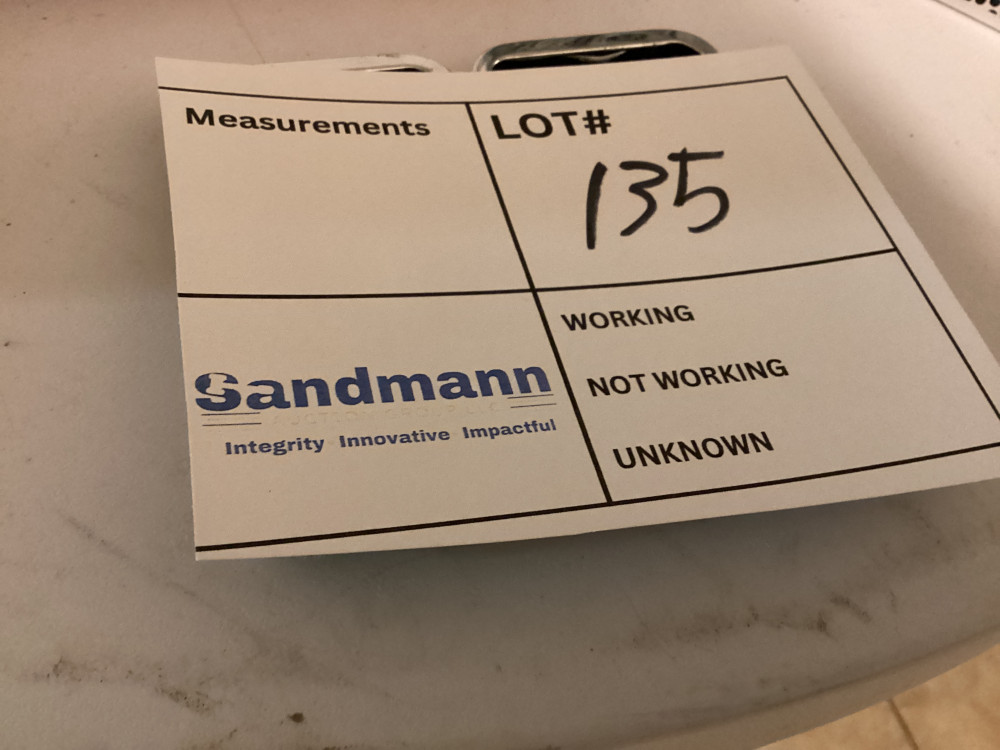 Measurements
LOT#
135
WORKING
NOT WORKING
UNKNOWN
Sandmann
Integrity Innovative Impactful